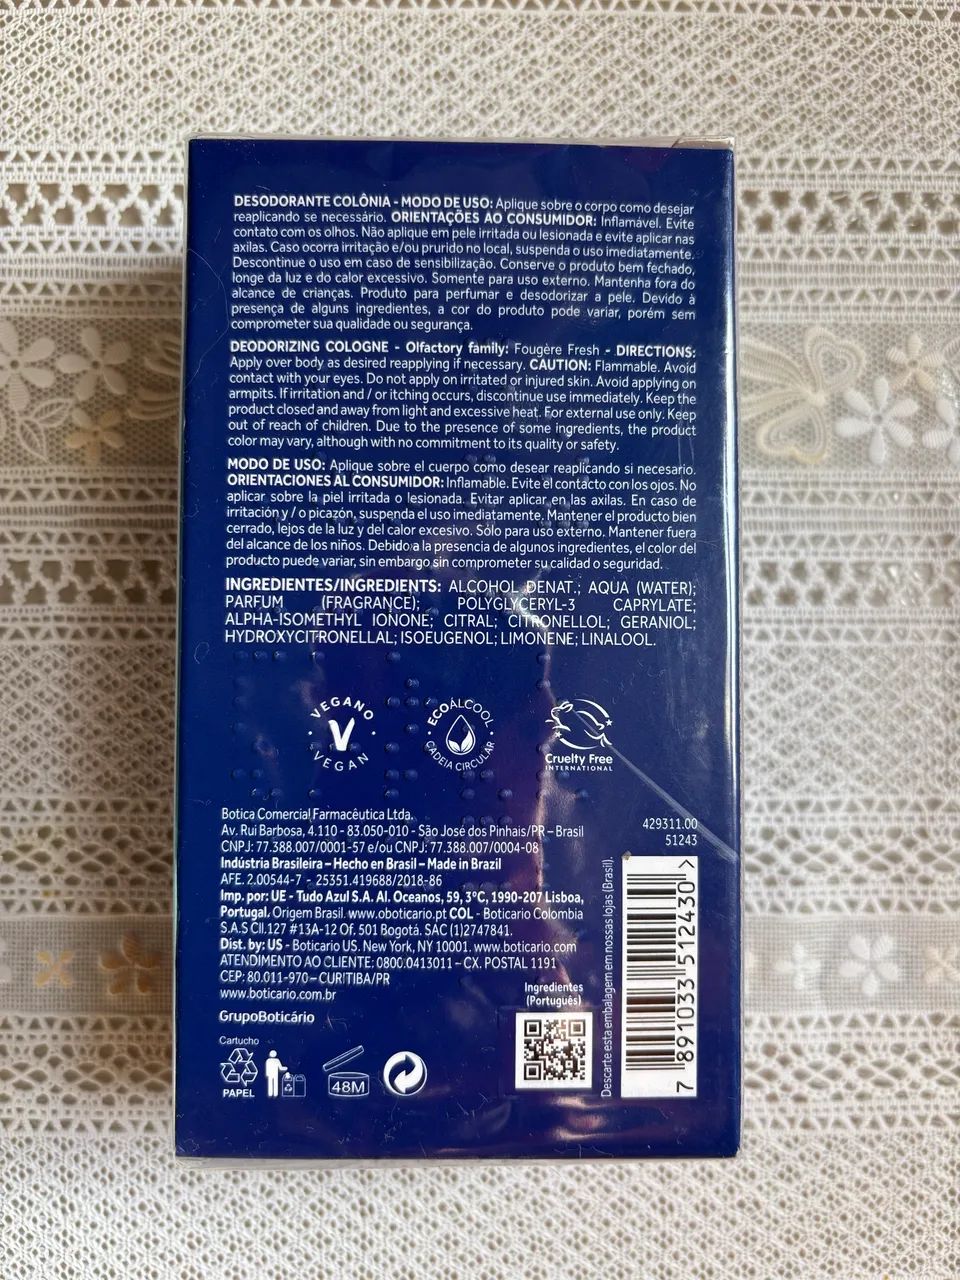 DESODORANTE COLÔNIA - MODO DE USO: Aplique sobre o corpo como desejar
reaplicando se necessário. ORIENTAÇÕES AO CONSUMIDOR: Inflamável. Evite
contato com os olhos. Não aplique em pele irritada ou lesionada e evite aplicar nas
axilas. Caso ocorra irritação e/ou prurido no local, suspenda o uso imediatamente.
Descontinue o uso em caso de sensibilização. Conserve o produto bem fechado,
longe da luz e do calor excessivo. Somente para uso externo. Mantenha fora do
alcance de crianças. Produto para perfumar e desodorizar a pele. Devido à
presença de alguns ingredientes, a cor do produto pode variar, porém sem
comprometer sua qualidade ou segurança.
DEODORIZING COLOGNE - Olfactory family: Fougère Fresh - DIRECTIONS:
Apply over body as desired reapplying if necessary. CAUTION: Flammable. Avoid
contact with your eyes. Do not apply on irritated or injured skin. Avoid applying on
armpits. If irritation and / or itching occurs, discontinue use immediately. Keep the
product closed and away from light and excessive heat. For external use only. Keep
out of reach of children. Due to the presence of some ingredients, the product
color may vary, although with no commitment to its quality or safety.
MODO DE USO: Aplique sobre el cuerpo como desear reaplicando si necesario.
ORIENTACIONES AL CONSUMIDOR: Inflamable. Evite el contacto con los ojos. No
aplicar sobre la piel irritada o lesionada. Evitar aplicar en las axilas. En caso de
irritación y / o picazón, suspenda el uso imediatamente. Mantener el producto bien
cerrado, lejos de la luz y del calor excesivo. Sólo para uso externo. Mantener fuera
del alcance de los niños. Debido a la presencia de algunos ingredientes, el color del
producto puede variar, sin embargo sin comprometer su calidad o seguridad.
INGREDIENTES/INGREDIENTS: ALCOHOL DENAT.; AQUA (WATER);
PARFUM (FRAGRANCE); POLYGLYCERYL-3 CAPRYLATE;
ALPHA-ISOMETHYL IONONE; CITRAL; CITRONELLOL; GERANIOL;
HYDROXYCITRONELLAL; ISOEUGENOL; LIMONENE; LINALOOL.
VEGANO
V
VEGAN
ECOÁLCOOL
CADEIA CIRCULAR
Cruelty Free
INTERNATIONAL
Botica Comercial Farmacêutica Ltda.
Av. Rui Barbosa, 4.110 - 83.050-010 - São José dos Pinhais/PR – Brasil
CNPJ: 77.388.007/0001-57 e/ou CNPJ: 77.388.007/0004-08
Indústria Brasileira – Hecho en Brasil – Made in Brazil
AFE. 2.00544-7 - 25351.419688/2018-86
Imp. por: UE - Tudo Azul S.A. Al. Oceanos, 59, 3ºC, 1990-207 Lisboa,
Portugal. Origem Brasil. www.oboticario.pt COL - Boticario Colombia
S.A.S Cll.127 #13A-12 Of. 501 Bogotá. SAC (1)2747841.
Dist. by: US - Boticario US. New York, NY 10001. www.boticario.com
ATENDIMENTO AO CLIENTE: 0800.0413011 – CX. POSTAL 1191
CEP: 80.011-970 – CURITIBA/PR
www.boticario.com.br
GrupoBoticário
429311.00
51243
Ingredientes
(Português)
Descarte esta embalagem em nossas lojas (Brasil).
7 891033 512430 >
Cartucho
PAPEL
48M